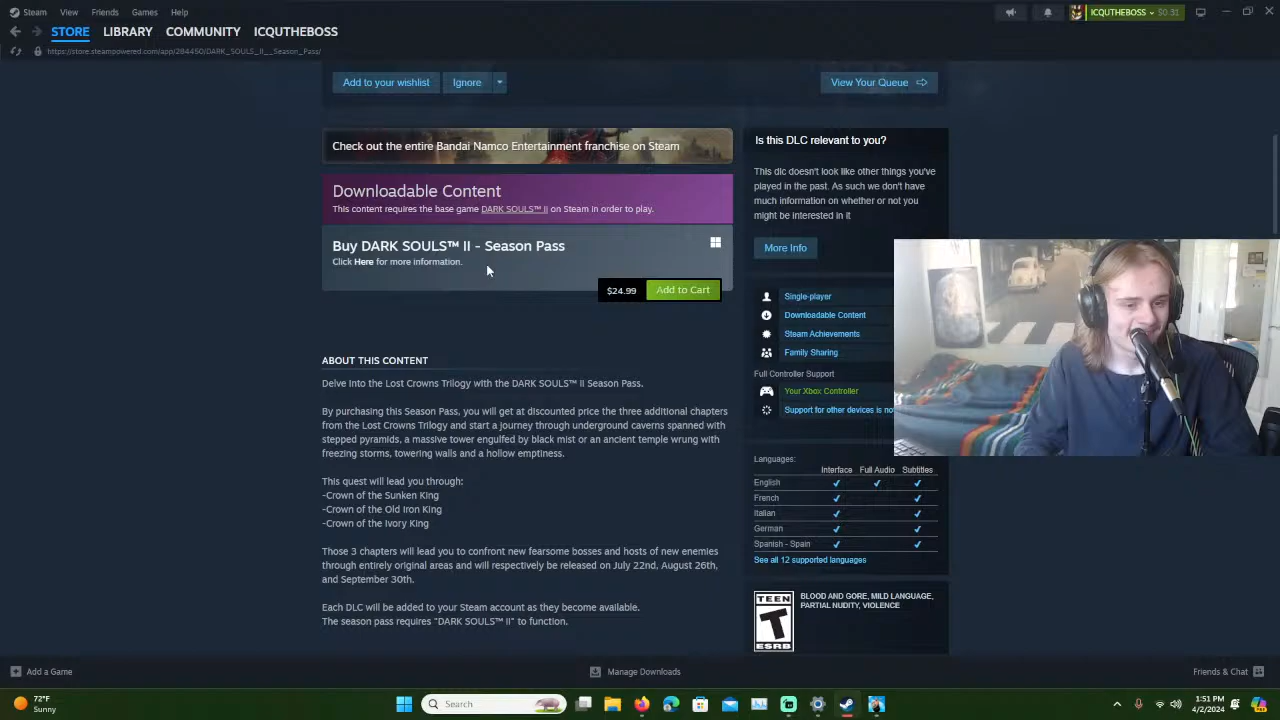 Steam View Friends Games Help
ICQUTHEBOSS $0.31
STORE LIBRARY COMMUNITY ICQUTHEBOSS
https://store.steampowered.com/app/284450/DARK_SOULS_II__Season_Pass/
Add to your wishlist Ignore View Your Queue
Check out the entire Bandai Namco Entertainment franchise on Steam
Downloadable Content
This content requires the base game DARK SOULS™ II on Steam in order to play.
Buy DARK SOULS™ II - Season Pass
Click Here for more information.
$24.99 Add to Cart
ABOUT THIS CONTENT
Delve into the Lost Crowns Trilogy with the DARK SOULS™ II Season Pass.
By purchasing this Season Pass, you will get at discounted price the three additional chapters
from the Lost Crowns Trilogy and start a journey through underground caverns spanned with
stepped pyramids, a massive tower engulfed by black mist or an ancient temple wrung with
freezing storms, towering walls and a hollow emptiness.
This quest will lead you through:
-Crown of the Sunken King
-Crown of the Old Iron King
-Crown of the Ivory King
Those 3 chapters will lead you to confront new fearsome bosses and hosts of new enemies
through entirely original areas and will respectively be released on July 22nd, August 26th,
and September 30th.
Each DLC will be added to your Steam account as they become available.
The season pass requires "DARK SOULS™ II" to function.
Is this DLC relevant to you?
This dlc doesn't look like other things you've
played in the past. As such we don't have
much information on whether or not you
might be interested in it
More Info
Single-player
Downloadable Content
Steam Achievements
Family Sharing
Full Controller Support
Your Xbox Controller
Support for other devices is no
Languages:
Interface Full Audio Subtitles
English ✔ ✔ ✔
French ✔ ✔
Italian ✔ ✔
German ✔ ✔
Spanish - Spain ✔ ✔
See all 12 supported languages
TEEN
T
ESRB
BLOOD AND GORE, MILD LANGUAGE,
PARTIAL NUDITY, VIOLENCE
Add a Game Manage Downloads Friends & Chat
72°F
Sunny
Search
1:51 PM
4/2/2024